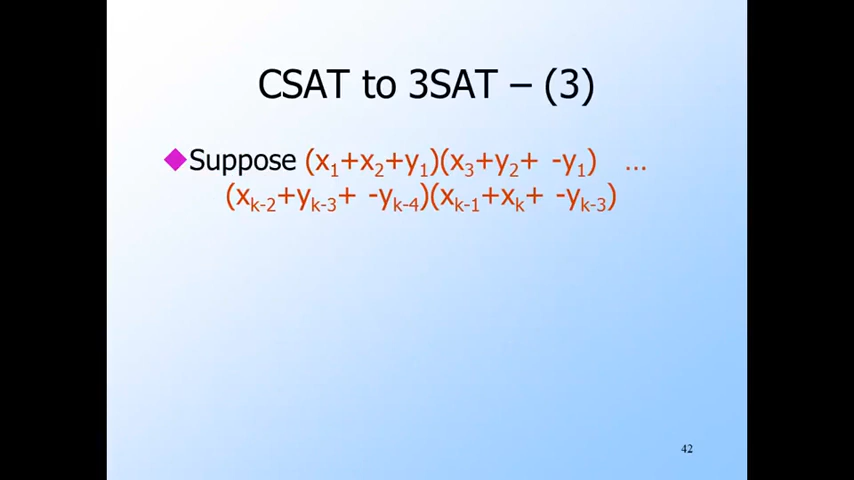 CSAT to 3SAT – (3)
Suppose (x₁+x₂+y₁)(x₃+y₂+ -y₁) …
(xₖ₋₂+yₖ₋₃+ -yₖ₋₄)(xₖ₋₁+xₖ+ -yₖ₋₃)
42